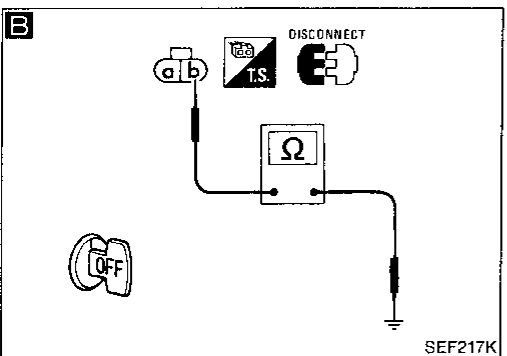 B
DISCONNECT
a b
T.S.
Ω
OFF
SEF217K